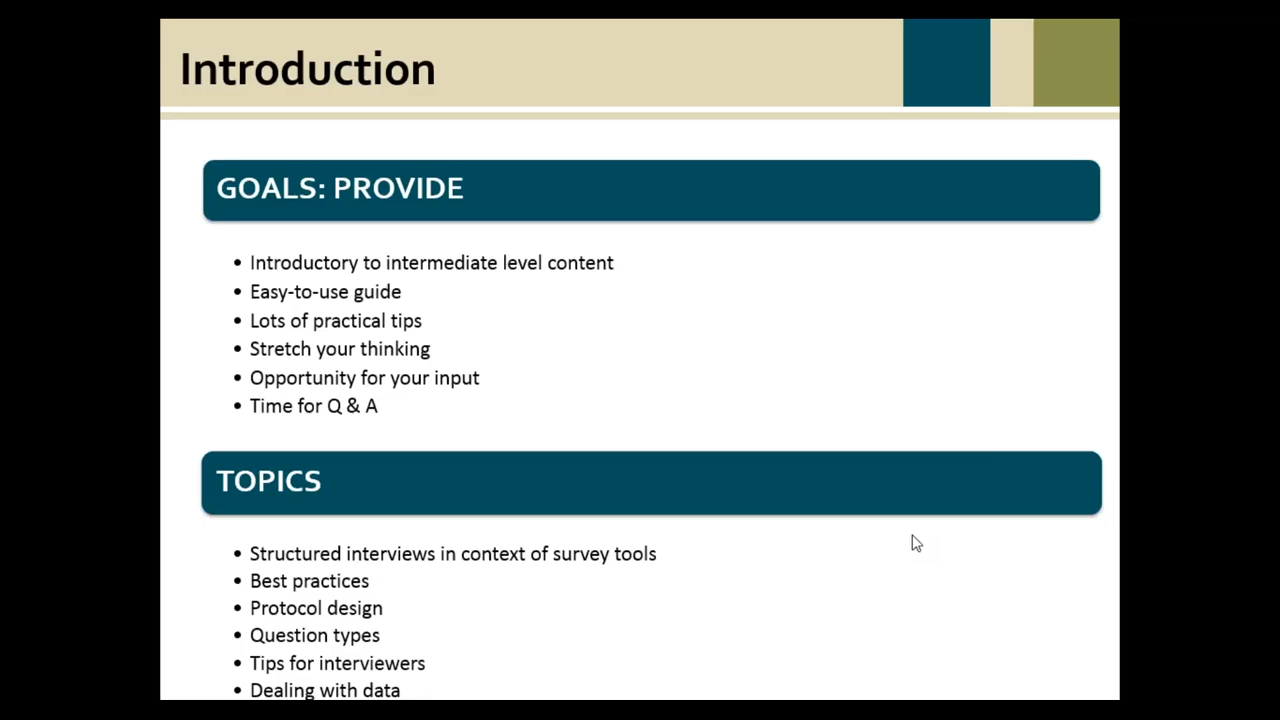 Introduction
GOALS: PROVIDE
• Introductory to intermediate level content
• Easy-to-use guide
• Lots of practical tips
• Stretch your thinking
• Opportunity for your input
• Time for Q & A
TOPICS
• Structured interviews in context of survey tools
• Best practices
• Protocol design
• Question types
• Tips for interviewers
• Dealing with data